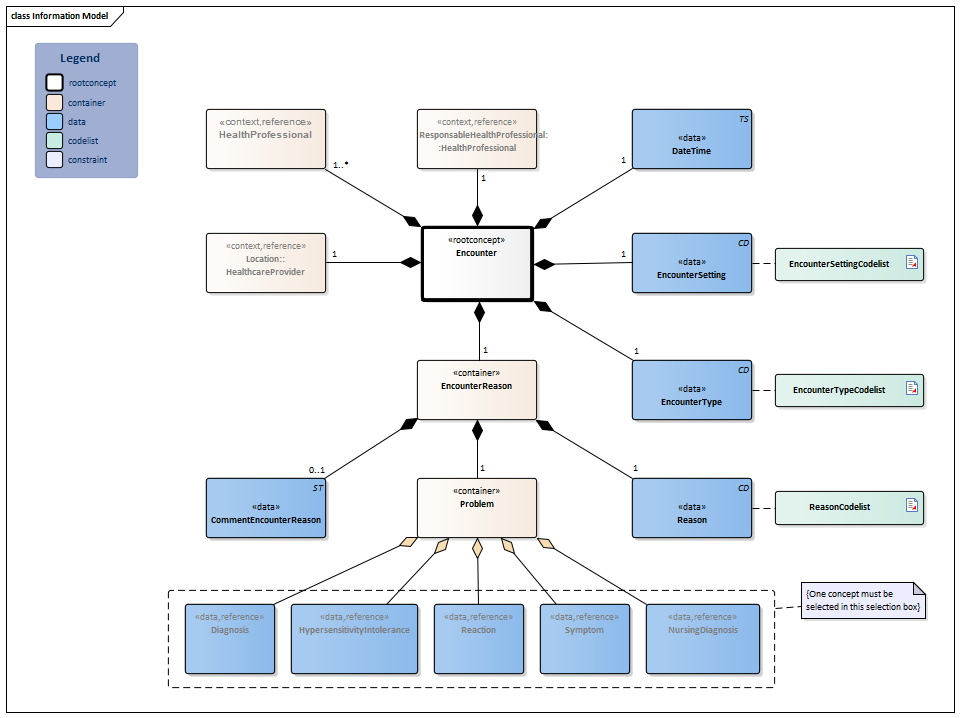 class Information Model
Legend
rootconcept
container
data
codelist
constraint
«context,reference»
HealthProfessional
1..*
«context,reference»
ResponsableHealthProfessional:
:HealthProfessional
1
TS
«data»
DateTime
1
«context,reference»
Location::
HealthcareProvider
1
«rootconcept»
Encounter
CD
«data»
EncounterSetting
1
EncounterSettingCodelist
1
«container»
EncounterReason
1
CD
«data»
EncounterType
EncounterTypeCodelist
0..1
ST
«data»
CommentEncounterReason
1
«container»
Problem
1
CD
«data»
Reason
ReasonCodelist
{One concept must be
selected in this selection box}
«data,reference»
Diagnosis
«data,reference»
HypersensitivityIntolerance
«data,reference»
Reaction
«data,reference»
Symptom
«data,reference»
NursingDiagnosis